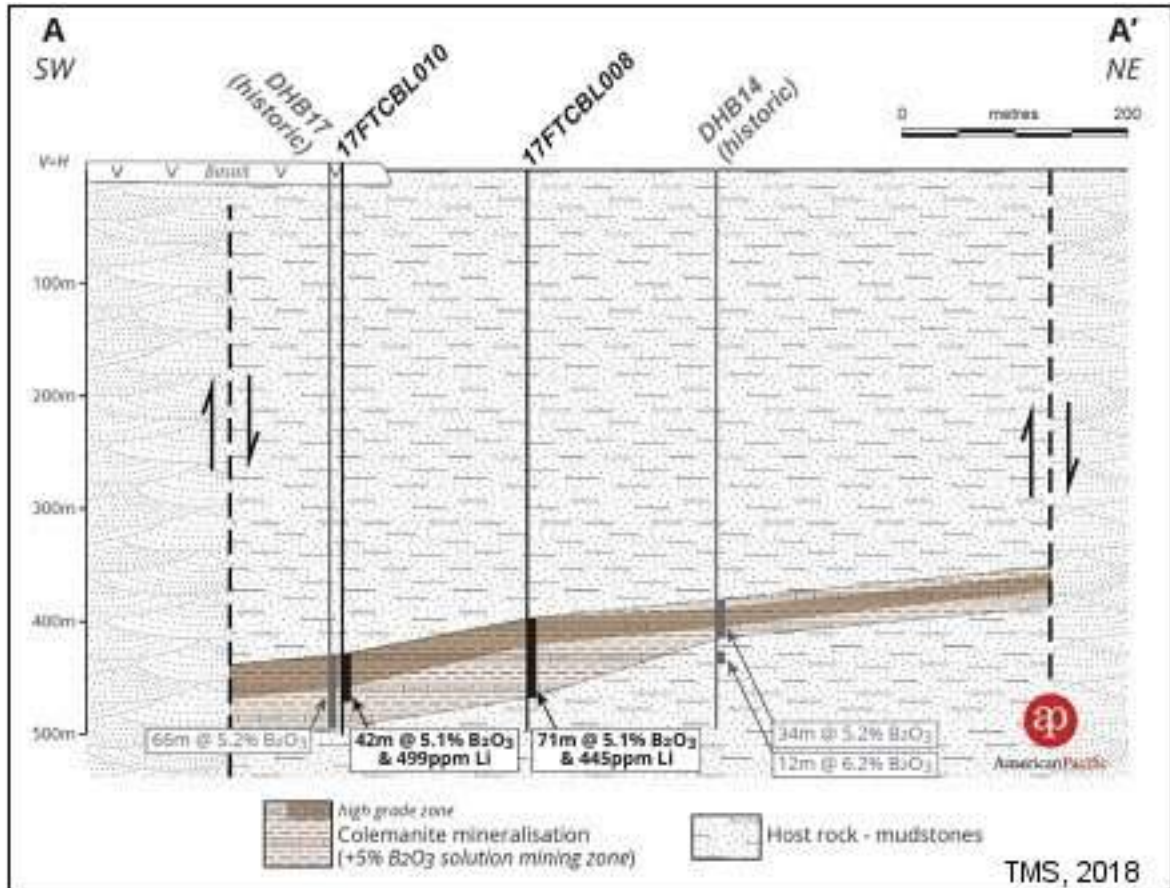 A
SW
DHB17
(historic)
17FTCBL010
17FTCBL008
DHB14
(historic)
A'
NE
0 metres 200
V=H
Basalt
100m
200m
300m
400m
500m
66m @ 5.2% B₂O₃
42m @ 5.1% B₂O₃
& 499ppm Li
71m @ 5.1% B₂O₃
& 445ppm Li
34m @ 5.2% B₂O₃
12m @ 6.2% B₂O₃
ap
AmericanPacific
high grade zone
Colemanite mineralisation
(+5% B₂O₃ solution mining zone)
Host rock - mudstones
TMS, 2018